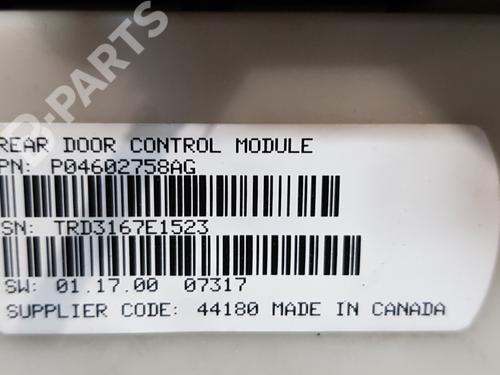 B-PARTS
REAR DOOR CONTROL MODULE
PN: P04602758AG
SN: TRD3167E1523
SW: 01.17.00 07317
SUPPLIER CODE: 44180 MADE IN CANADA